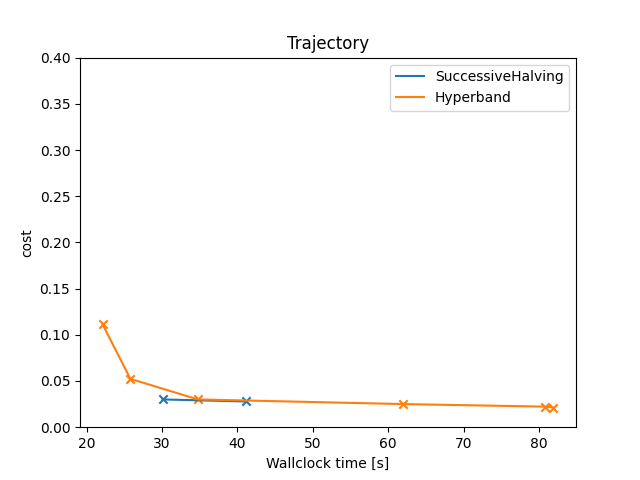 Trajectory
SuccessiveHalving
Hyperband
cost
0.40
0.35
0.30
0.25
0.20
0.15
0.10
0.05
0.00
20 30 40 50 60 70 80
Wallclock time [s]